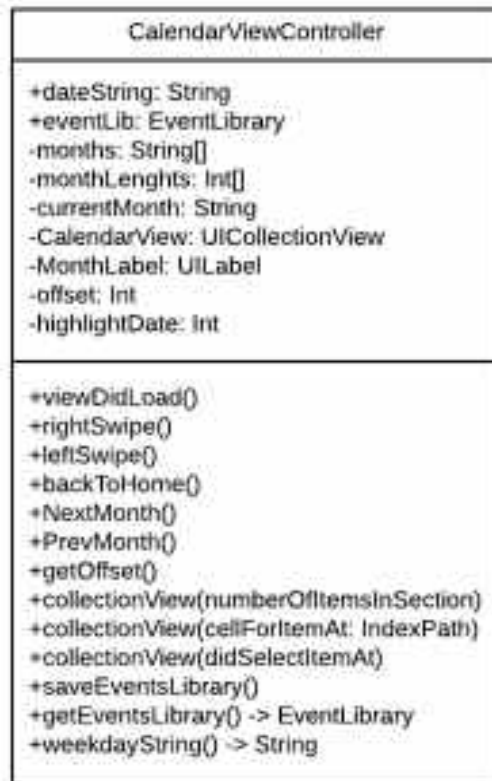 CalendarViewController
+dateString: String
+eventLib: EventLibrary
-months: String[]
-monthLenghts: Int[]
-currentMonth: String
-CalendarView: UICollectionView
-MonthLabel: UILabel
-offset: Int
-highlightDate: Int
+viewDidLoad()
+rightSwipe()
+leftSwipe()
+backToHome()
+NextMonth()
+PrevMonth()
+getOffset()
+collectionView(numberOfItemsInSection)
+collectionView(cellForItemAt: IndexPath)
+collectionView(didSelectItemAt)
+saveEventsLibrary()
+getEventsLibrary() -> EventLibrary
+weekdayString() -> String